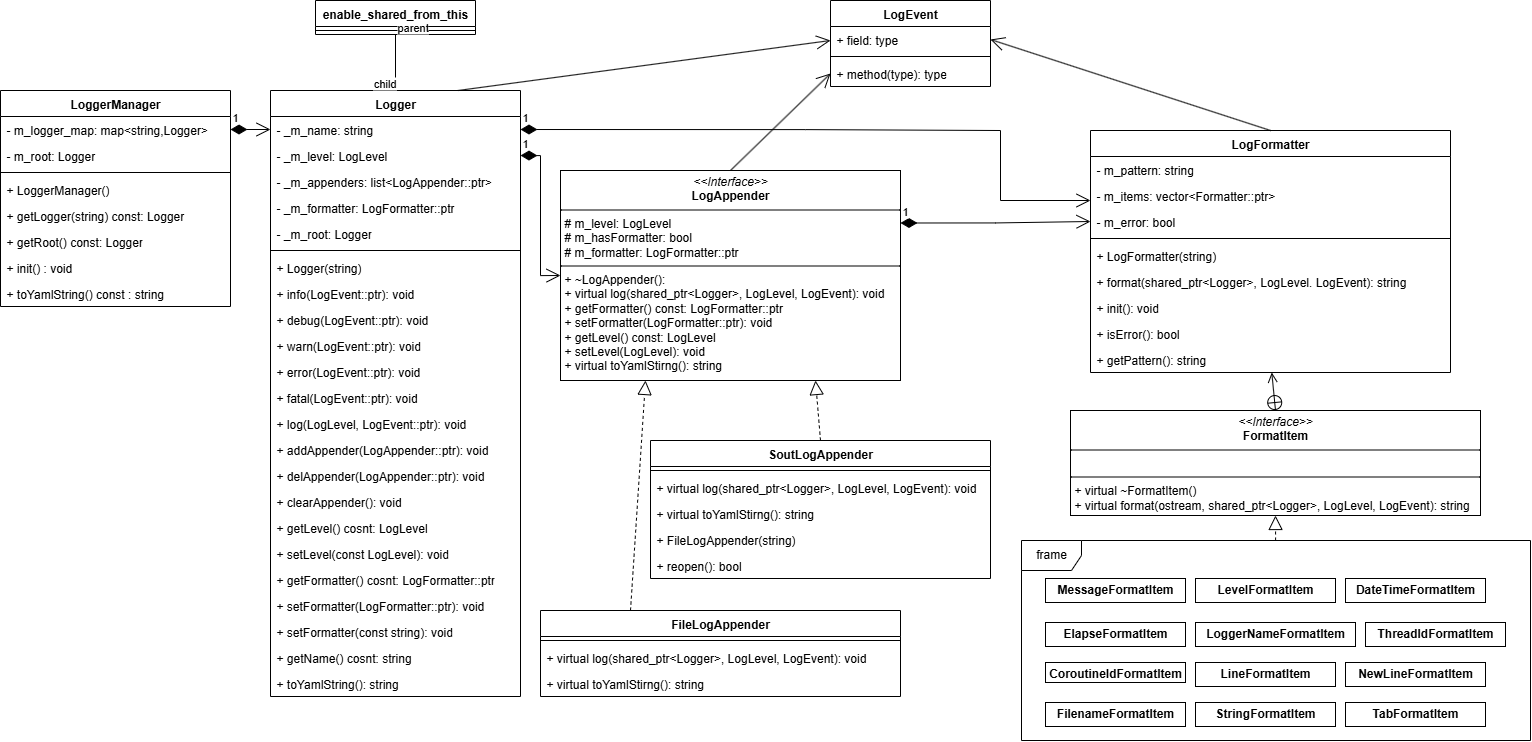 enable_shared_from_this
parent
child
LogEvent
+ field: type
+ method(type): type
LoggerManager
- m_logger_map: map<string,Logger>
- m_root: Logger
+ LoggerManager()
+ getLogger(string) const: Logger
+ getRoot() const: Logger
+ init() : void
+ toYamlString() const : string
1
Logger
- _m_name: string
- _m_level: LogLevel
- _m_appenders: list<LogAppender::ptr>
- _m_formatter: LogFormatter::ptr
- _m_root: Logger
+ Logger(string)
+ info(LogEvent::ptr): void
+ debug(LogEvent::ptr): void
+ warn(LogEvent::ptr): void
+ error(LogEvent::ptr): void
+ fatal(LogEvent::ptr): void
+ log(LogLevel, LogEvent::ptr): void
+ addAppender(LogAppender::ptr): void
+ delAppender(LogAppender::ptr): void
+ clearAppender(): void
+ getLevel() cosnt: LogLevel
+ setLevel(const LogLevel): void
+ getFormatter() cosnt: LogFormatter::ptr
+ setFormatter(LogFormatter::ptr): void
+ setFormatter(const string): void
+ getName() cosnt: string
+ toYamlString(): string
1
1
<<Interface>>
LogAppender
# m_level: LogLevel
# m_hasFormatter: bool
# m_formatter: LogFormatter::ptr
+ ~LogAppender():
+ virtual log(shared_ptr<Logger>, LogLevel, LogEvent): void
+ getFormatter() const: LogFormatter::ptr
+ setFormatter(LogFormatter::ptr): void
+ getLevel() const: LogLevel
+ setLevel(LogLevel): void
+ virtual toYamlStirng(): string
1
SoutLogAppender
+ virtual log(shared_ptr<Logger>, LogLevel, LogEvent): void
+ virtual toYamlStirng(): string
+ FileLogAppender(string)
+ reopen(): bool
FileLogAppender
+ virtual log(shared_ptr<Logger>, LogLevel, LogEvent): void
+ virtual toYamlStirng(): string
LogFormatter
- m_pattern: string
- m_items: vector<Formatter::ptr>
- m_error: bool
+ LogFormatter(string)
+ format(shared_ptr<Logger>, LogLevel. LogEvent): string
+ init(): void
+ isError(): bool
+ getPattern(): string
<<Interface>>
FormatItem
+ virtual ~FormatItem()
+ virtual format(ostream, shared_ptr<Logger>, LogLevel, LogEvent): string
frame
MessageFormatItem
LevelFormatItem
DateTimeFormatItem
ElapseFormatItem
LoggerNameFormatItem
ThreadIdFormatItem
CoroutineIdFormatItem
LineFormatItem
NewLineFormatItem
FilenameFormatItem
StringFormatItem
TabFormatItem